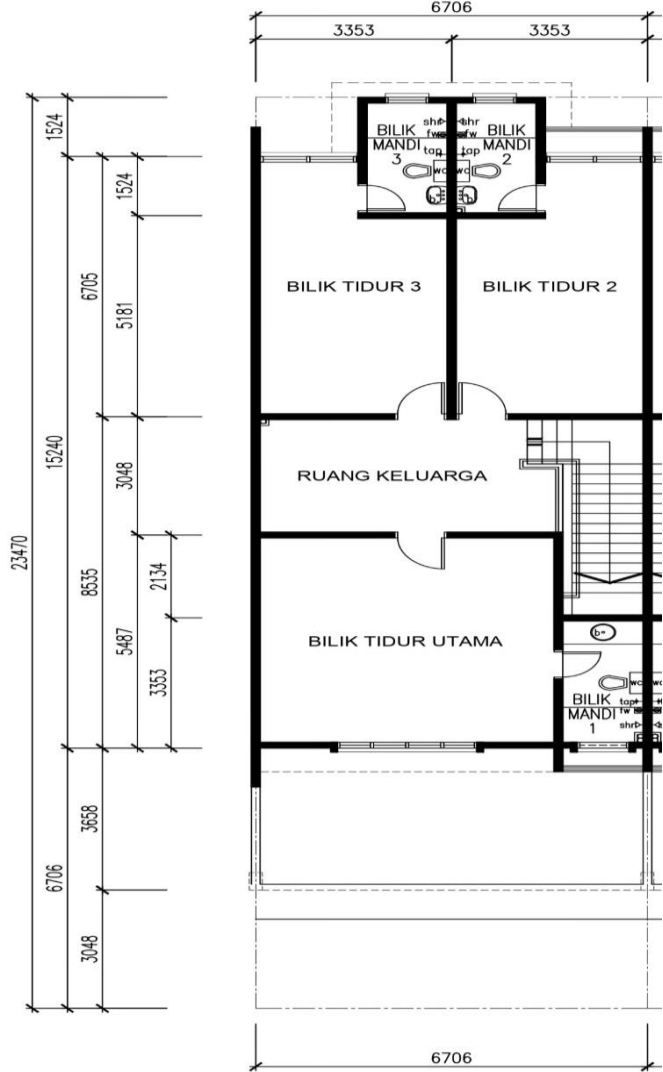 6706
3353
3353
1524
1524
6705
5181
15240
3048
23470
8535
2134
5487
3353
3658
6706
3048
BILIK
MANDI
3
shr
fw
tap
wc
b
shr
fw
tap
wc
b
BILIK
MANDI
2
BILIK TIDUR 3
BILIK TIDUR 2
RUANG KELUARGA
BILIK TIDUR UTAMA
b
wc
BILIK
MANDI
1
tap
fw
shr
6706